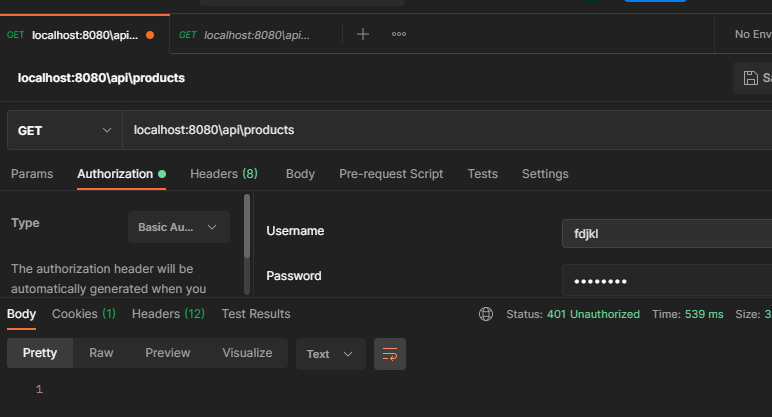 GET localhost:8080\api... GET localhost:8080\api... No Env
localhost:8080\api\products
GET localhost:8080\api\products
Params Authorization Headers (8) Body Pre-request Script Tests Settings
Type Basic Au...
The authorization header will be
automatically generated when you
Username fdjkl
Password ••••••••
Body Cookies (1) Headers (12) Test Results Status: 401 Unauthorized Time: 539 ms Size: 3
Pretty Raw Preview Visualize Text
1